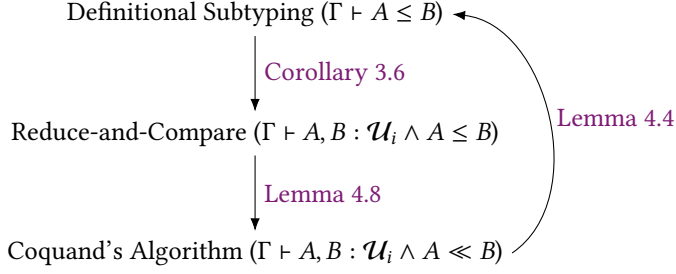 Definitional Subtyping (Γ ⊢ A ≤ B)
Corollary 3.6
Reduce-and-Compare (Γ ⊢ A, B : 𝒰ᵢ ∧ A ≤ B)
Lemma 4.4
Lemma 4.8
Coquand's Algorithm (Γ ⊢ A, B : 𝒰ᵢ ∧ A ≪ B)